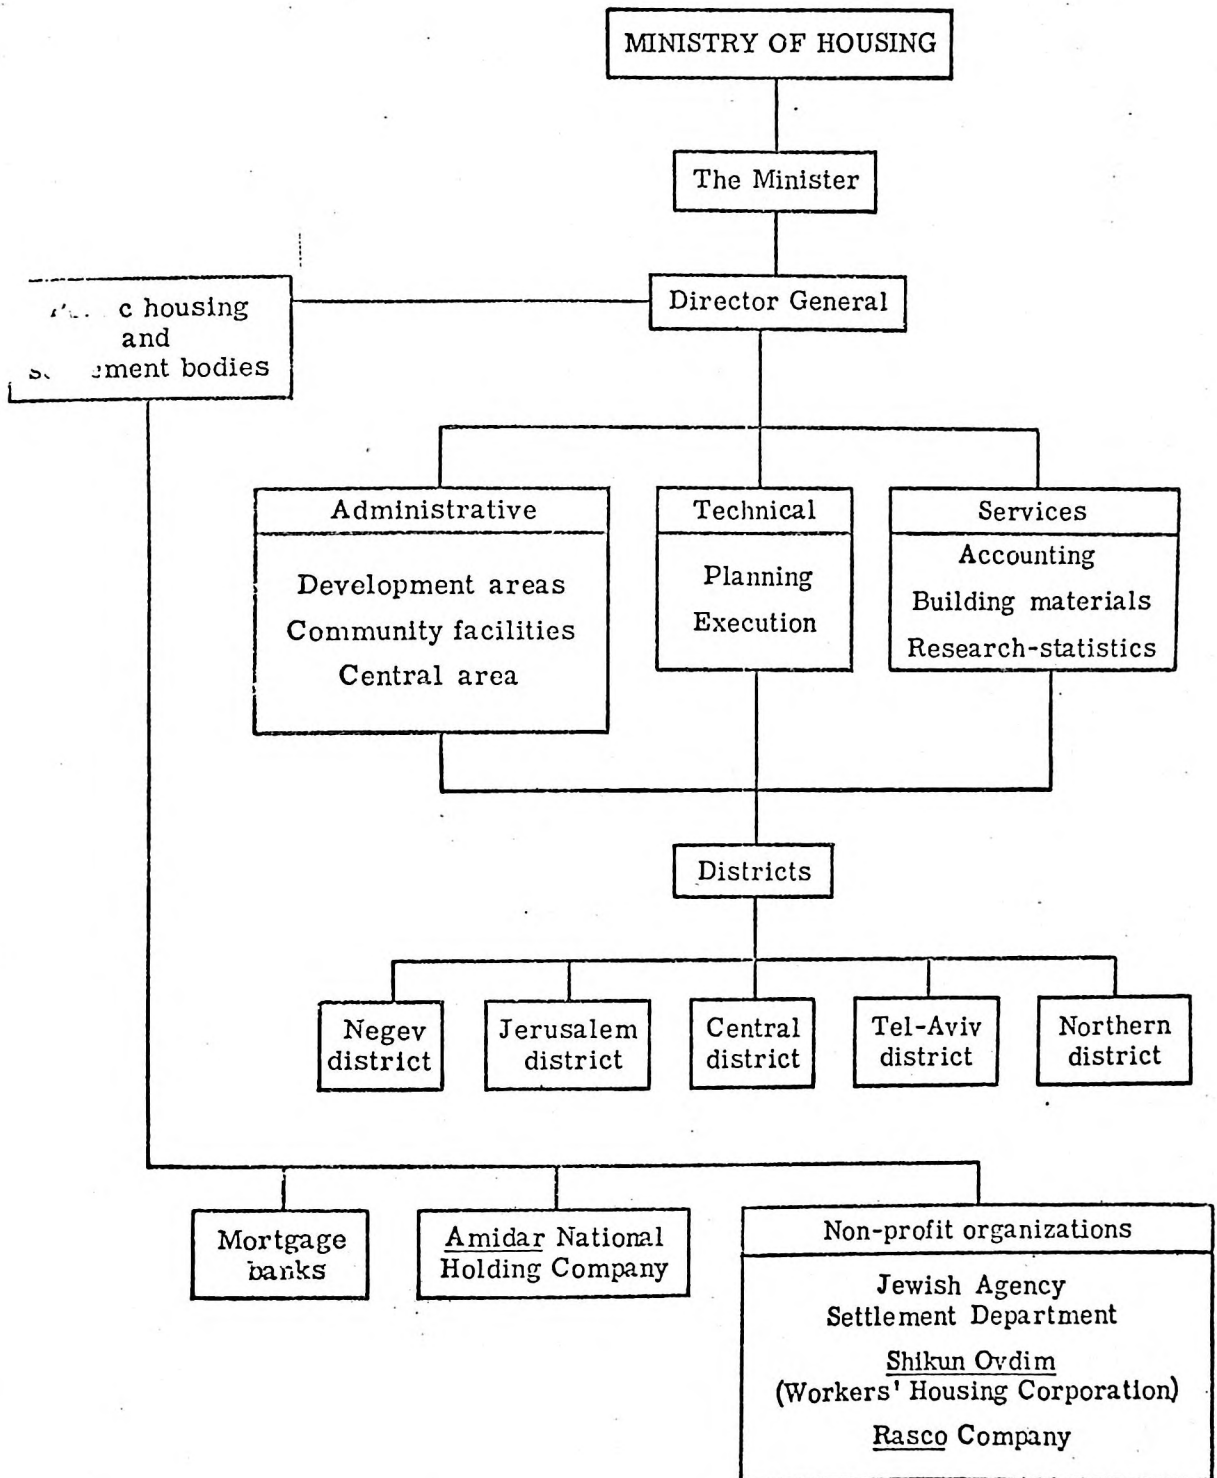 MINISTRY OF HOUSING
The Minister
Director General
housing
and
bodies
Administrative
Development areas
Community facilities
Central area
Technical
Planning
Execution
Services
Accounting
Building materials
Research-statistics
Districts
Negev
district
Jerusalem
district
Central
district
Tel-Aviv
district
Northern
district
Mortgage
banks
Amidar National
Holding Company
Non-profit organizations
Jewish Agency
Settlement Department
Shikun Ovdim
(Workers' Housing Corporation)
Rasco Company